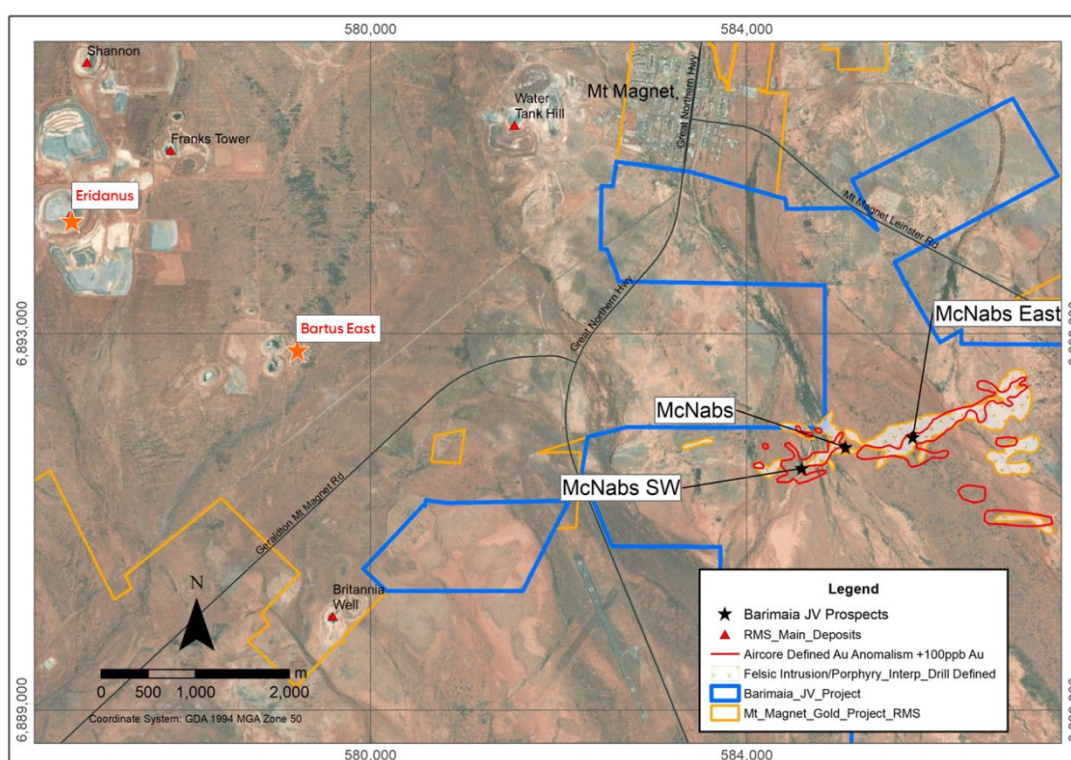 580,000
584,000
Shannon
Mt Magnet
Great Northern Hwy
Water
Tank Hill
Franks Tower
Eridanus
Mt Magnet Leinster Rd
6,893,000
Great Northern Hwy
McNabs East
Bartus East
McNabs
McNabs SW
Geraldton Mt Magnet Rd
Britannia
Well
N
0 500 1,000 2,000
m
Coordinate System: GDA 1994 MGA Zone 50
6,889,000
Legend
Barimaia JV Prospects
RMS_Main_Deposits
Aircore Defined Au Anomalism +100ppb Au
Felsic Intrusion/Porphyry_Interp_Drill Defined
Barimaia_JV_Project
Mt_Magnet_Gold_Project_RMS
580,000
584,000